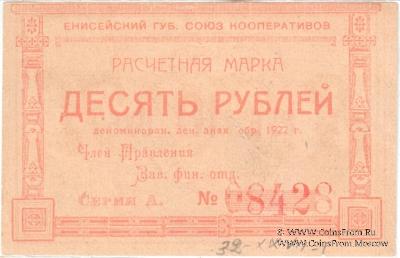 ЕНИСЕЙСКИЙ ГУБ. СОЮЗ КООПЕРАТИВОВ
РАСЧЕТНАЯ МАРКА
ДЕСЯТЬ РУБЛЕЙ
деноминован. ден. знак. обр. 1922 г.
Член Правления
Зав. фин. отд.
Серия А. № 08428
32-
© www.CoinsFrom.Ru
© www.CoinsFrom.Moscow